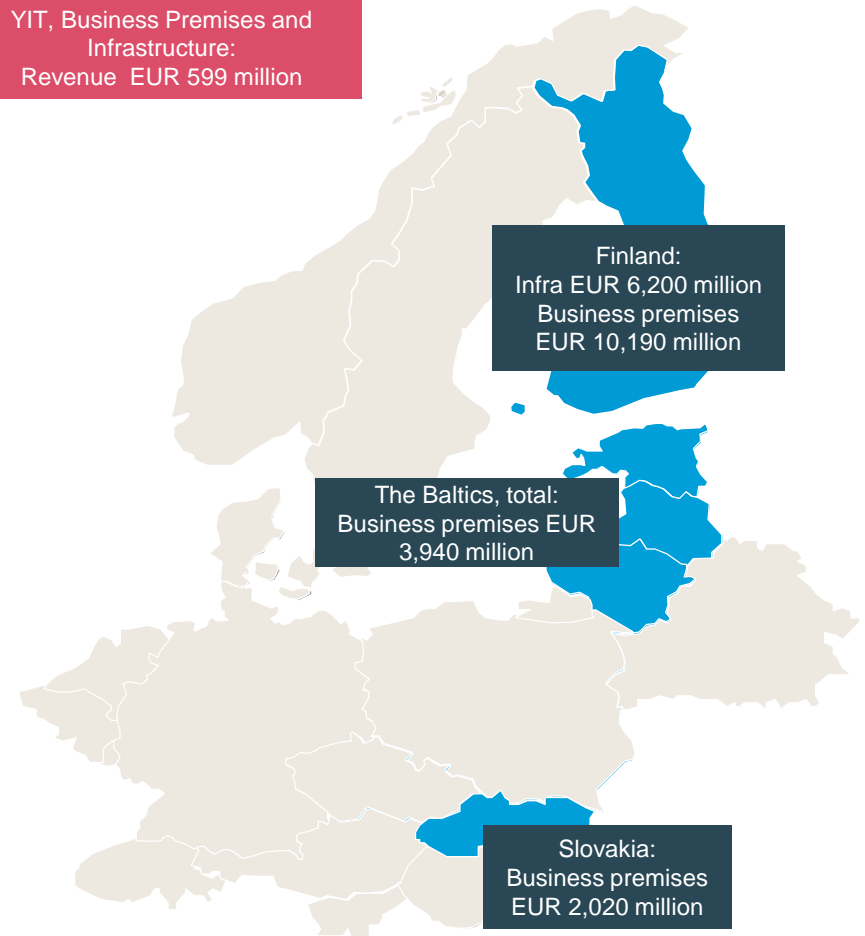 YIT, Business Premises and
Infrastructure:
Revenue EUR 599 million
Finland:
Infra EUR 6,200 million
Business premises
EUR 10,190 million
The Baltics, total:
Business premises EUR
3,940 million
Slovakia:
Business premises
EUR 2,020 million